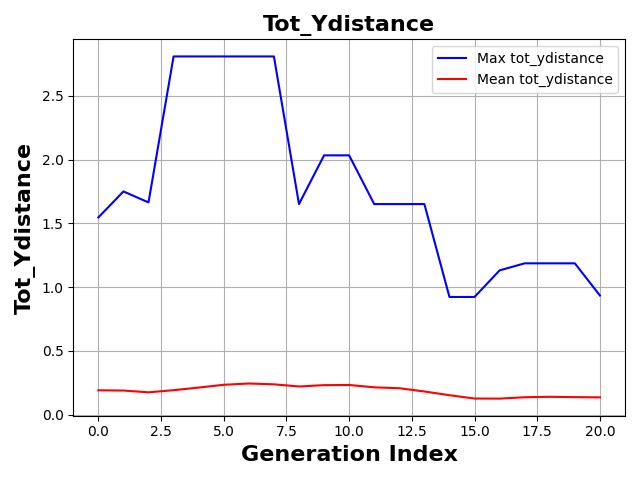 Tot_Ydistance
Max tot_ydistance
Mean tot_ydistance
Tot_Ydistance
2.5
2.0
1.5
1.0
0.5
0.0
0.0 2.5 5.0 7.5 10.0 12.5 15.0 17.5 20.0
Generation Index